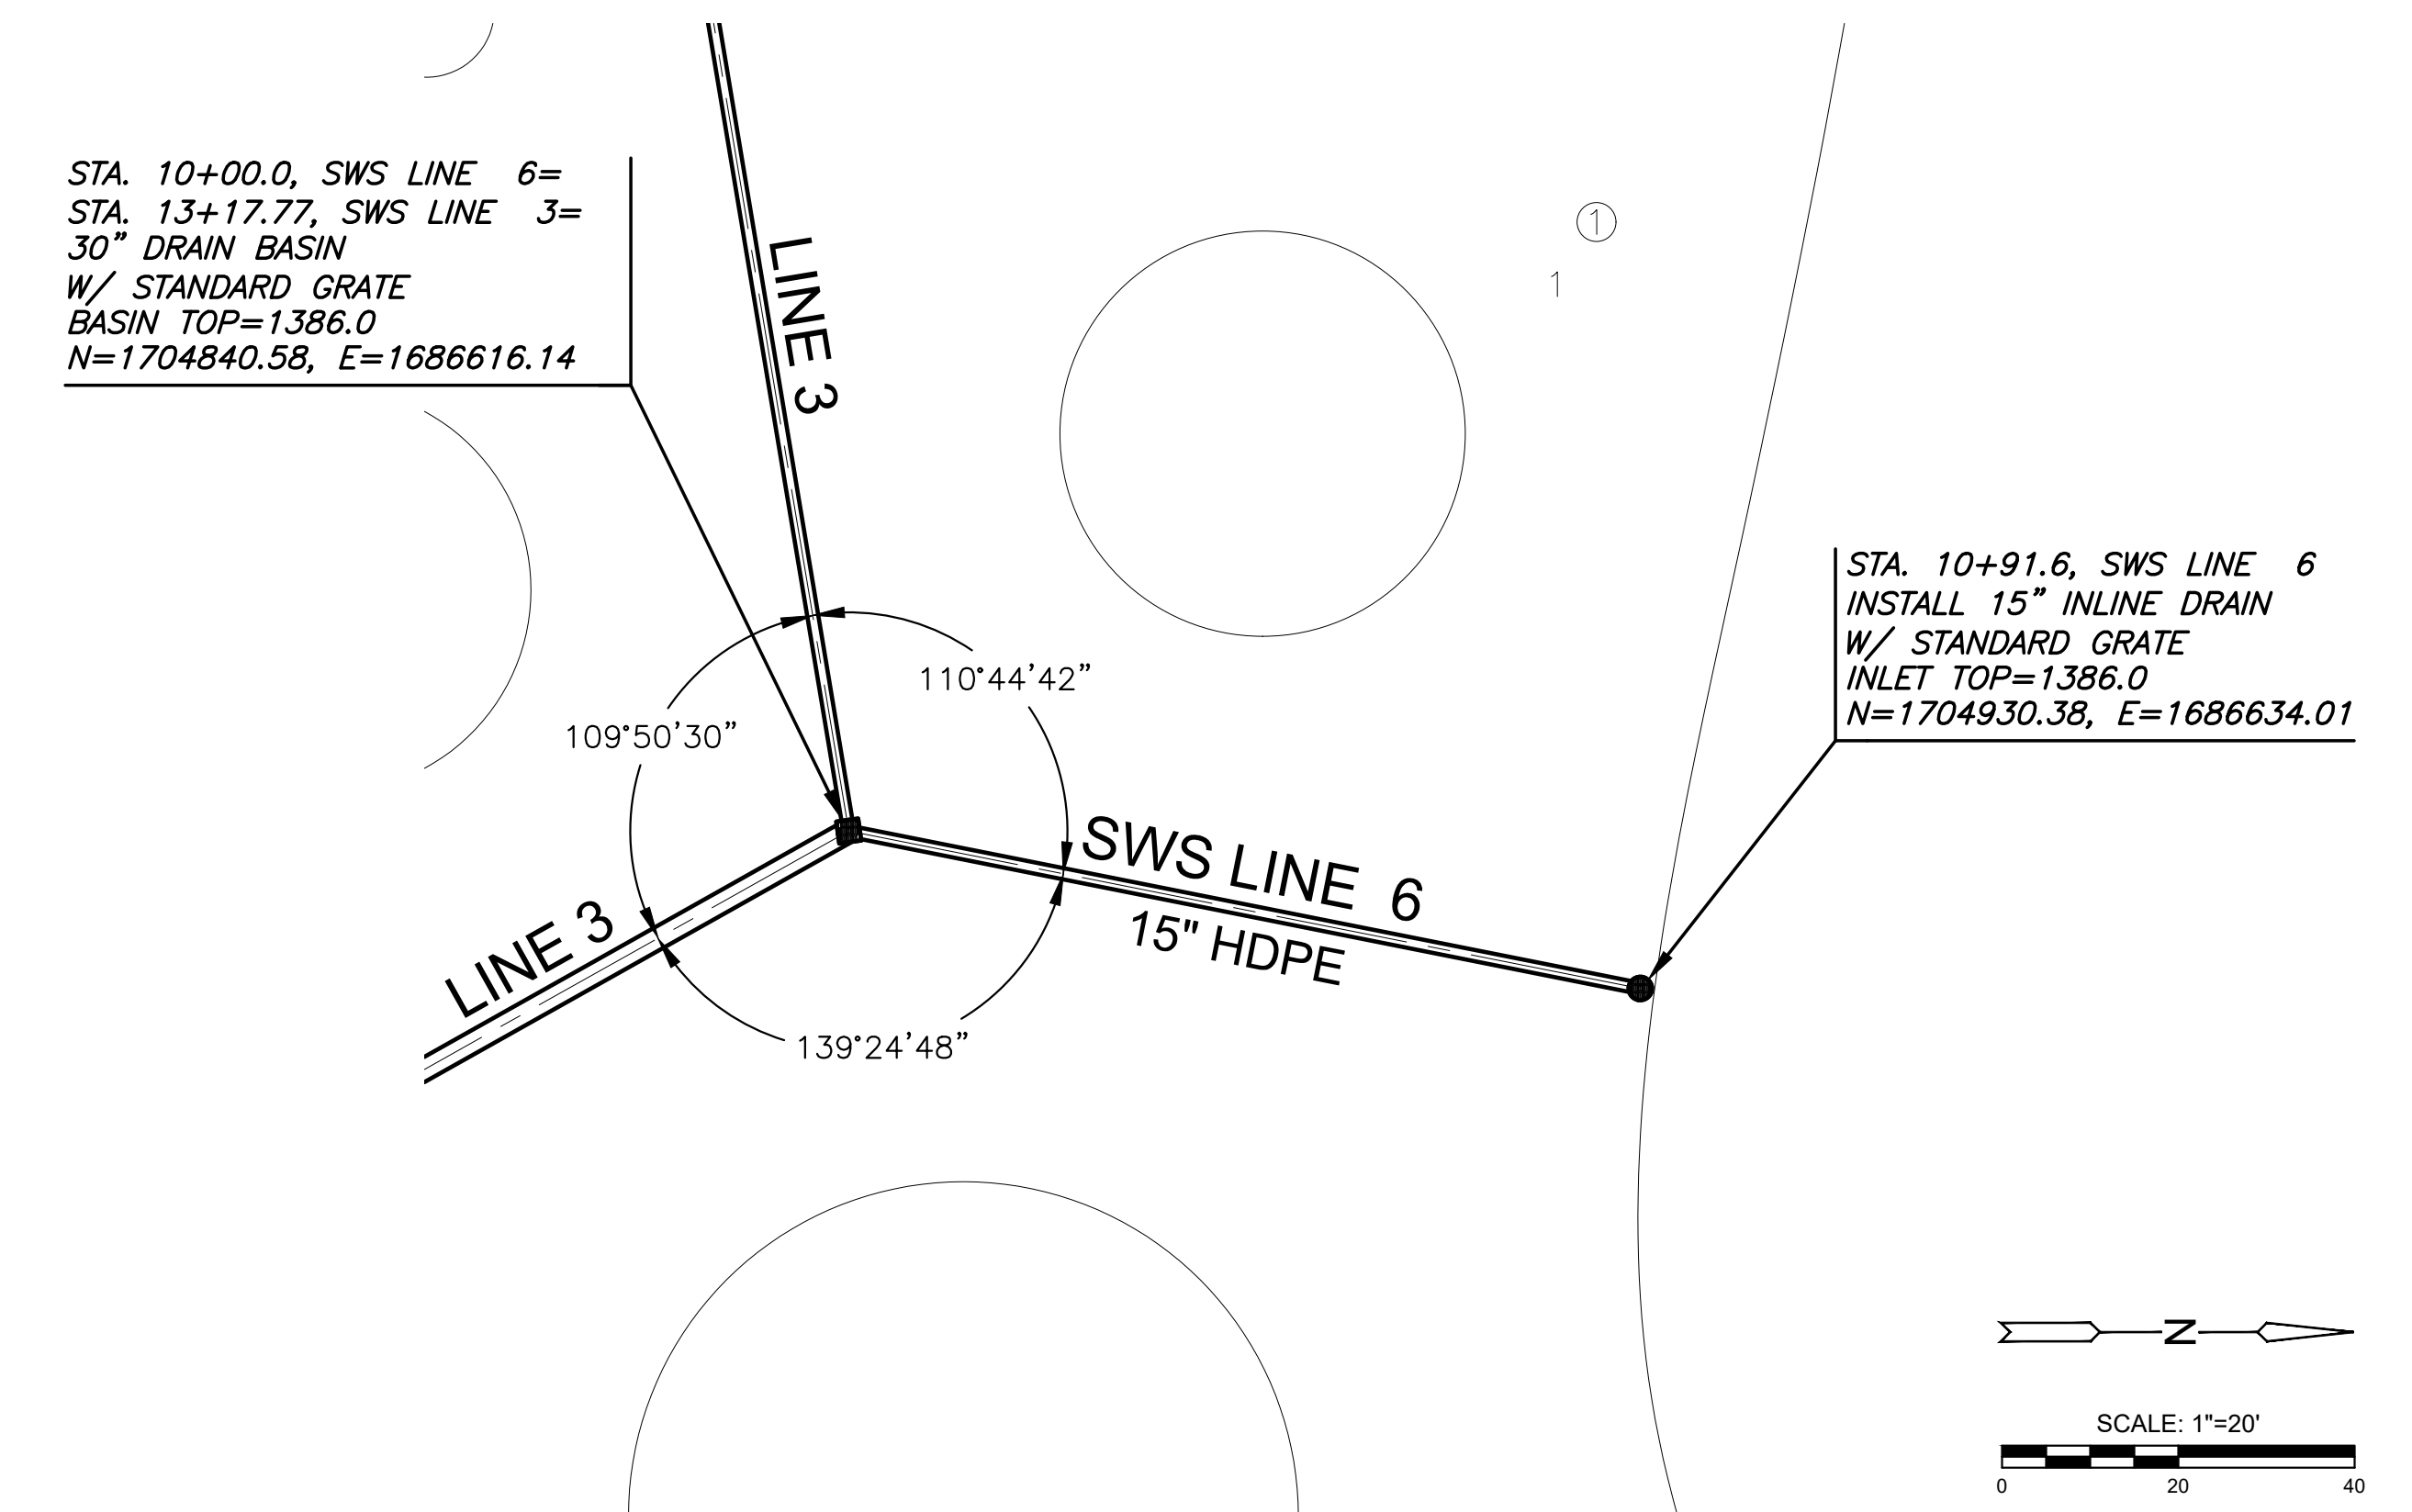 STA. 10+00.0, SWS LINE 6=
STA. 13+17.77, SWS LINE 3=
30" DRAIN BASIN
W/ STANDARD GRATE
BASIN TOP=1386.0
N=1704840.58, E=1686616.14
LINE 3
1
1
STA. 10+91.6, SWS LINE 6
INSTALL 15" INLINE DRAIN
W/ STANDARD GRATE
INLET TOP=1386.0
N=1704930.38, E=1686634.01
110°44'42"
109°50'30"
SWS LINE 6
15" HDPE
LINE 3
139°24'48"
N
SCALE: 1"=20'
0 20 40